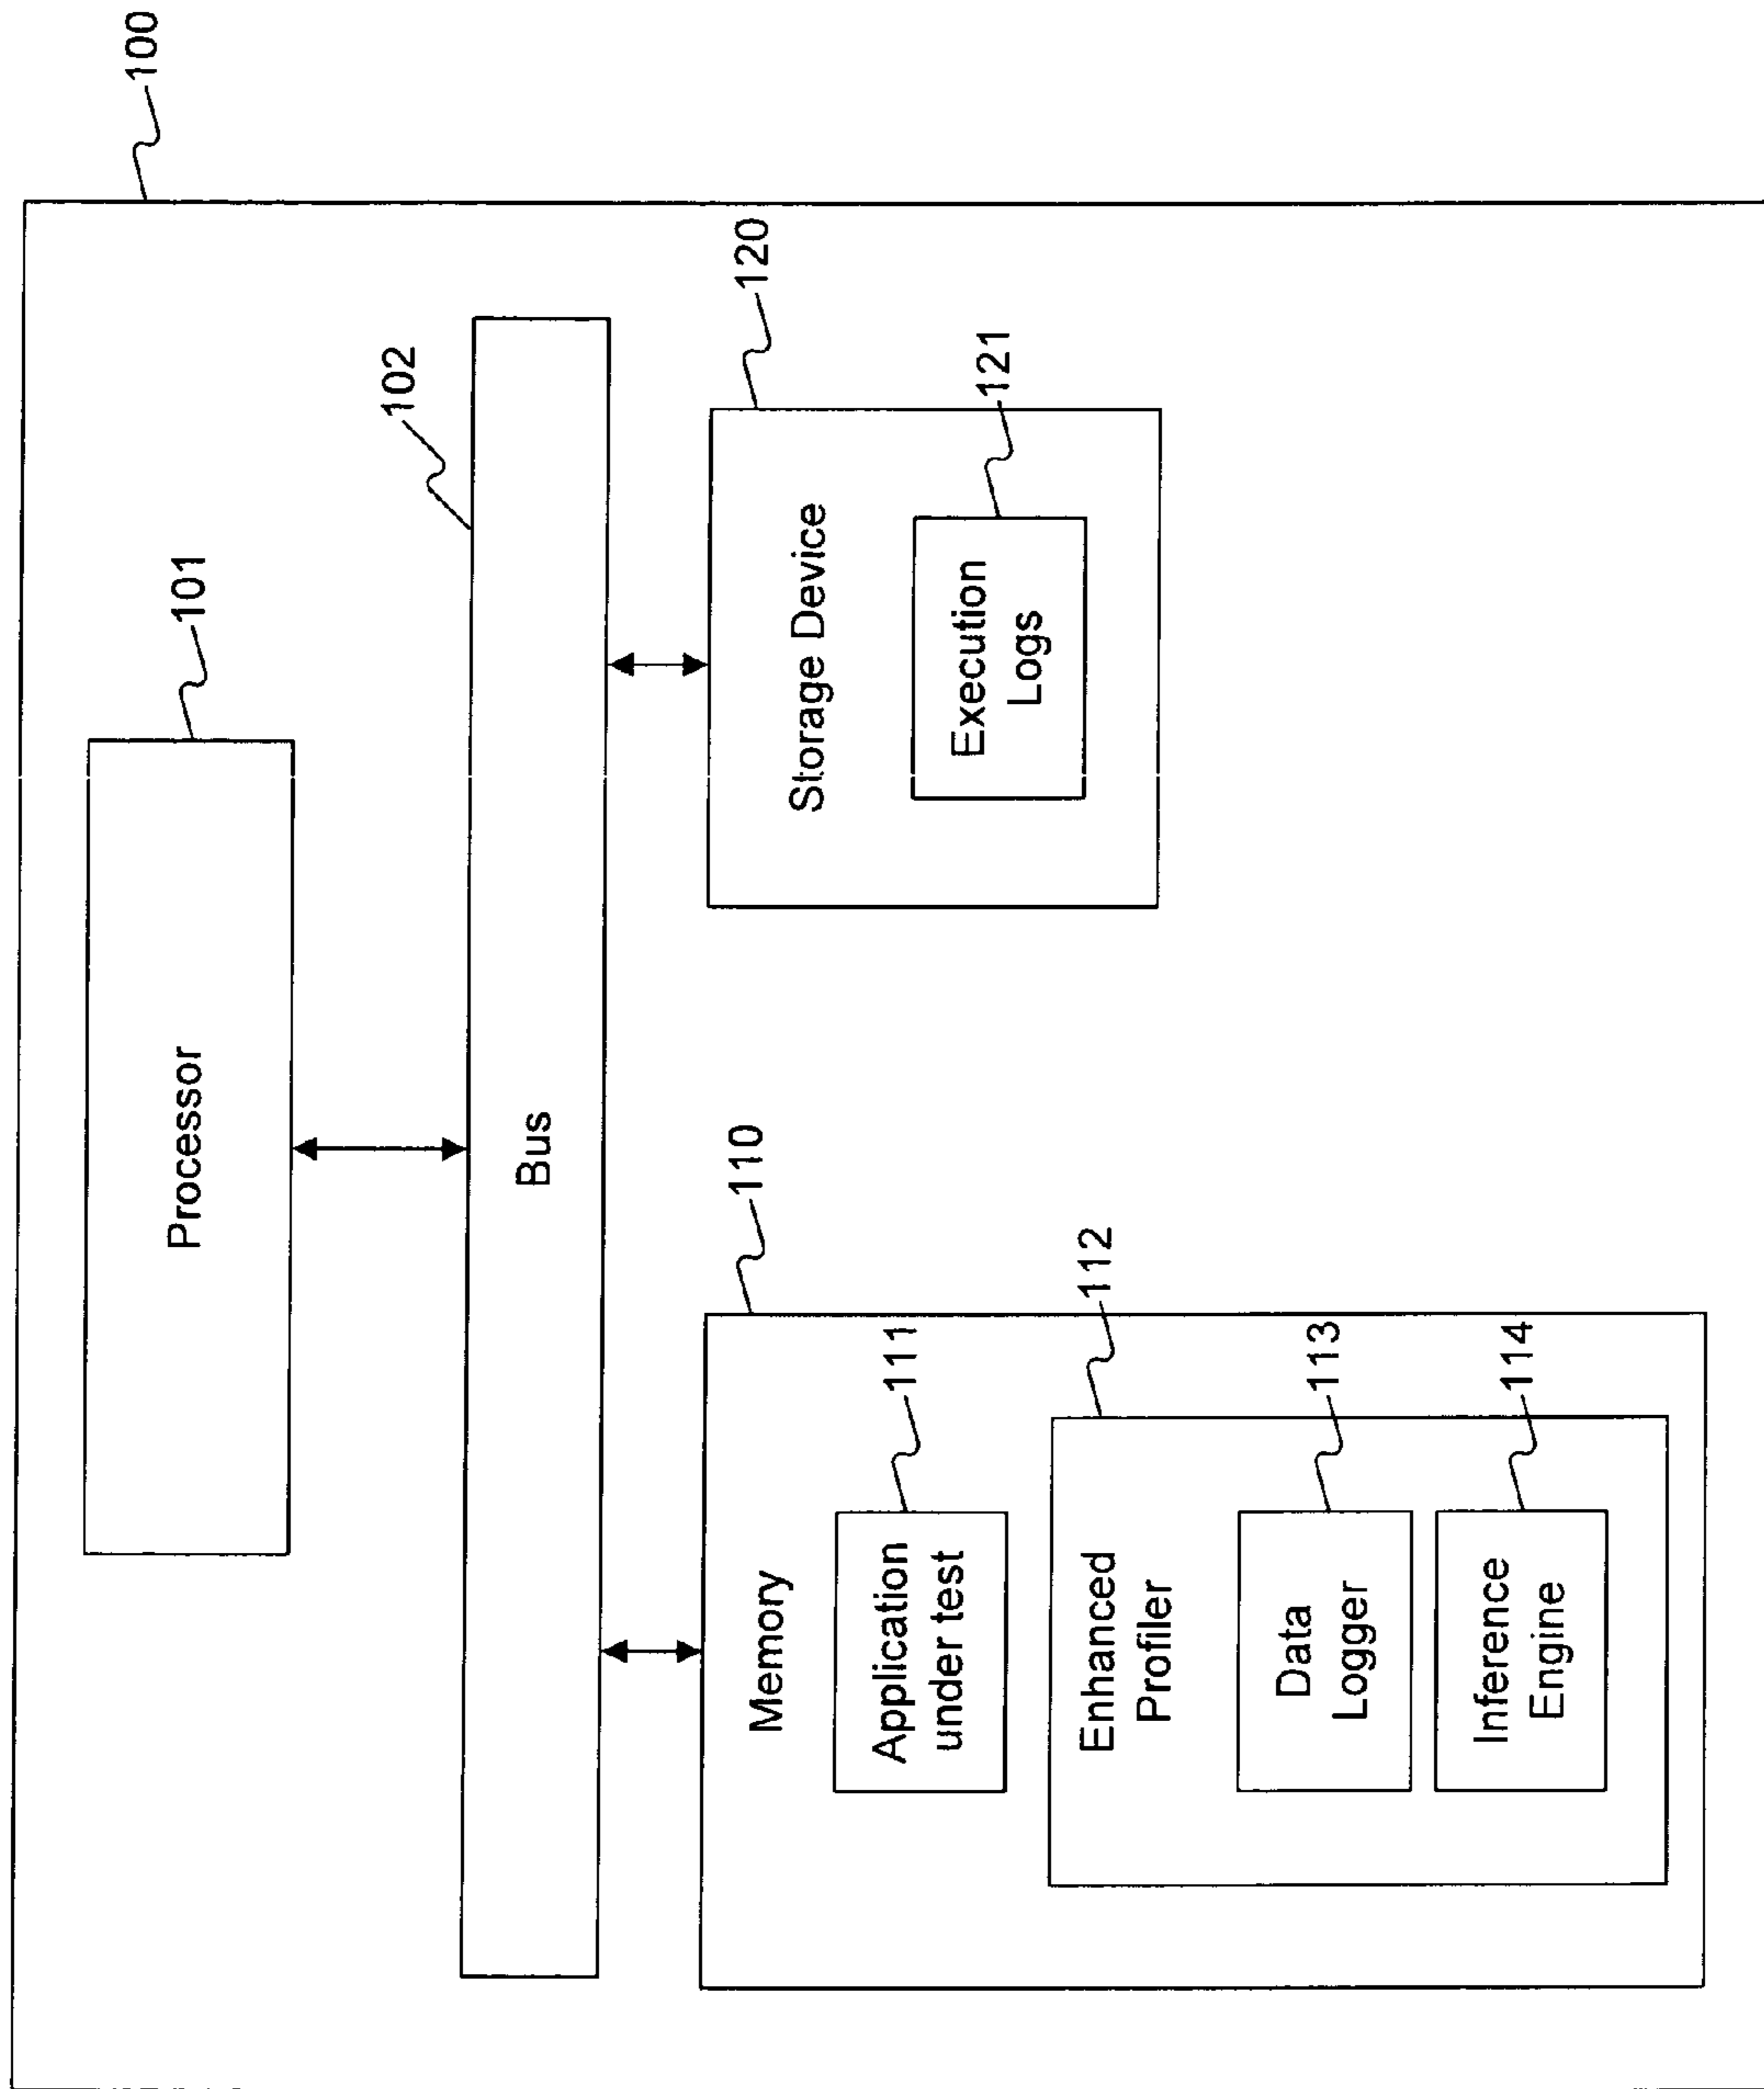 100
Processor
101
102
Bus
110
Memory
Application
under test
111
112
Enhanced
Profiler
Data
Logger
113
Inference
Engine
114
120
Storage Device
Execution
Logs
121